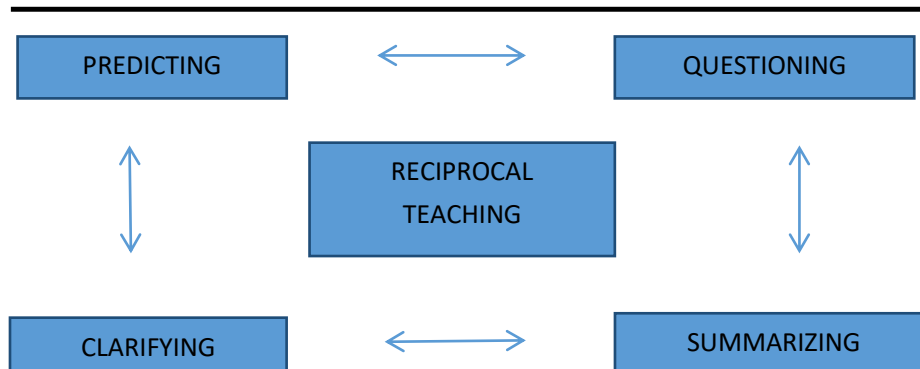 PREDICTING
QUESTIONING
RECIPROCAL
TEACHING
CLARIFYING
SUMMARIZING